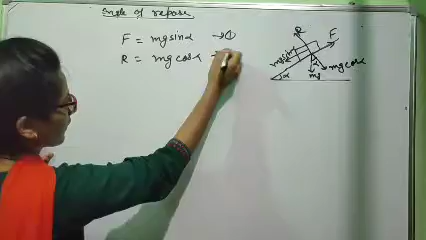 Angle of repose
F = mg sinα →①
R = mg cosα
R
F
mg sinα
α
mg
mg cosα